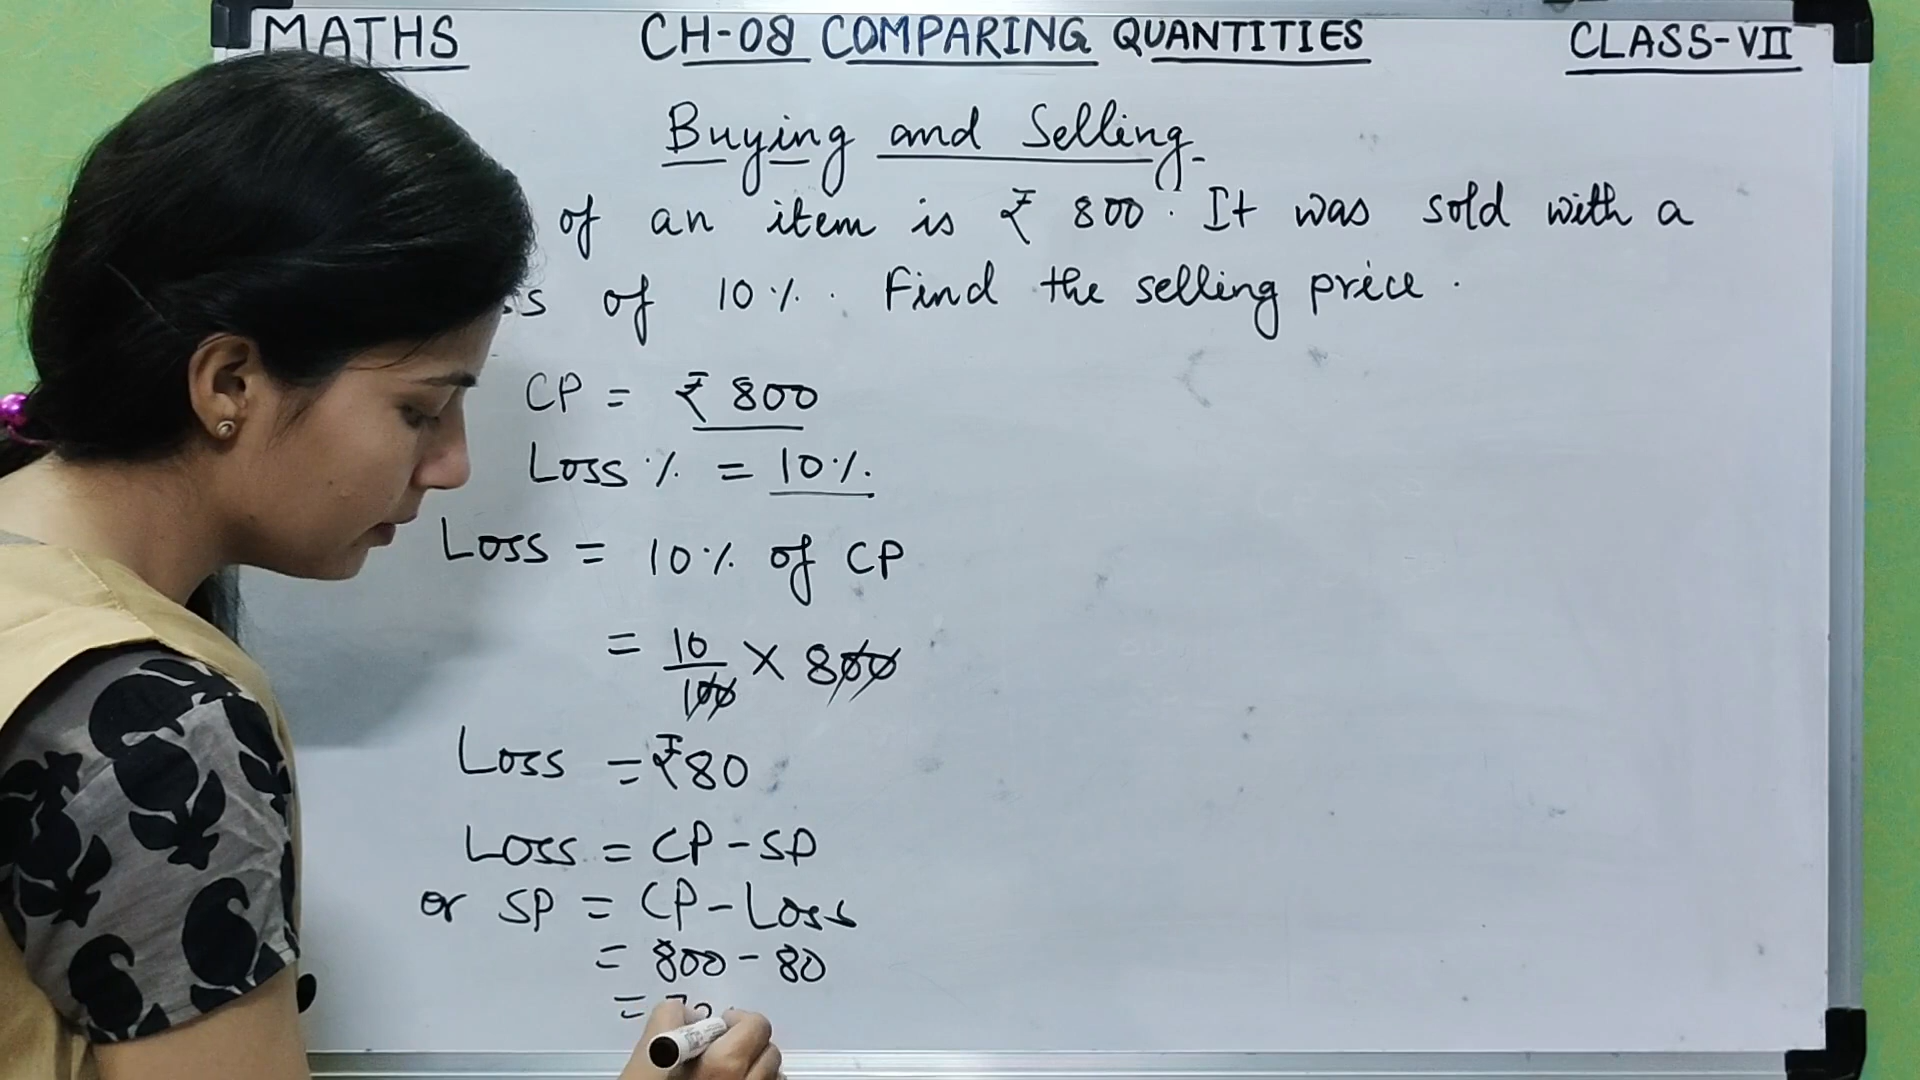 MATHS CH-08 COMPARING QUANTITIES CLASS-VII
Buying and Selling
of an item is ₹ 800. It was sold with a
of 10%. Find the selling price.
CP = ₹ 800
Loss % = 10%.
Loss = 10% of CP
= 10/100 × 800
Loss = ₹80
Loss = CP - SP
or SP = CP - Loss
= 800 - 80
=